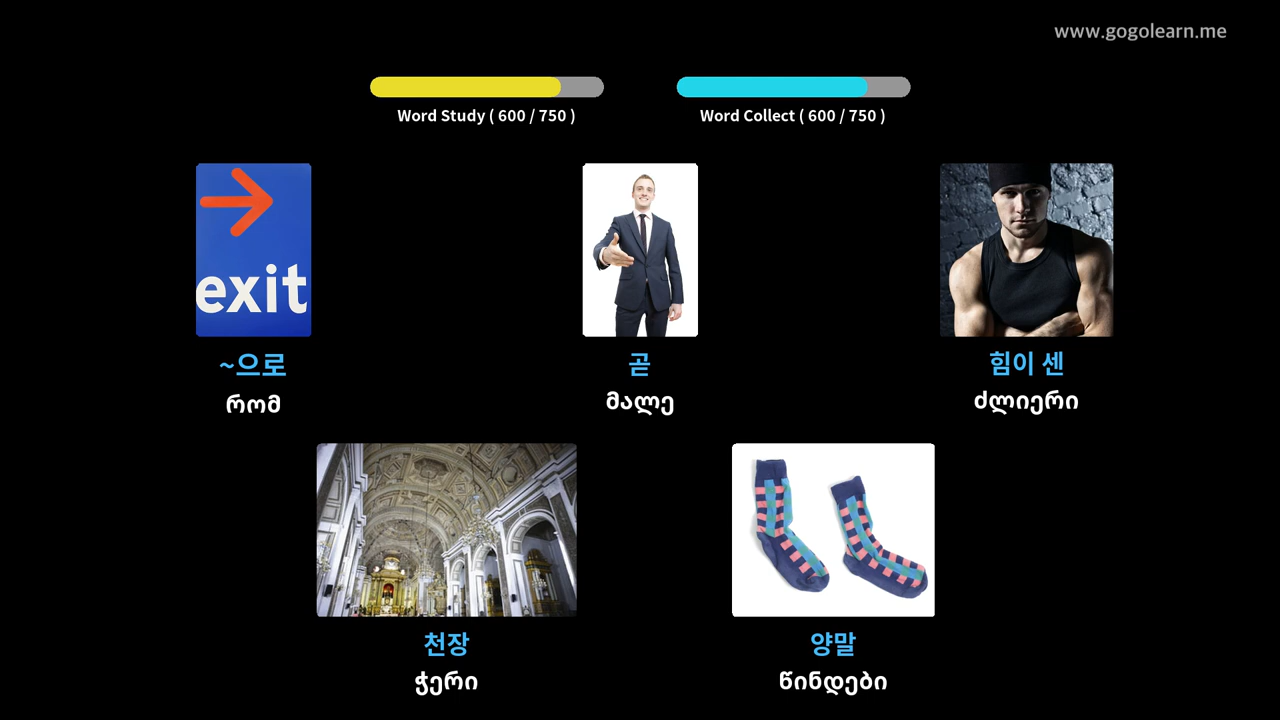 www.gogolearn.me
Word Study ( 600 / 750 )
Word Collect ( 600 / 750 )
exit
~으로
რომ
곧
მალე
힘이 센
ძლიერი
천장
ჭერი
양말
წინდები